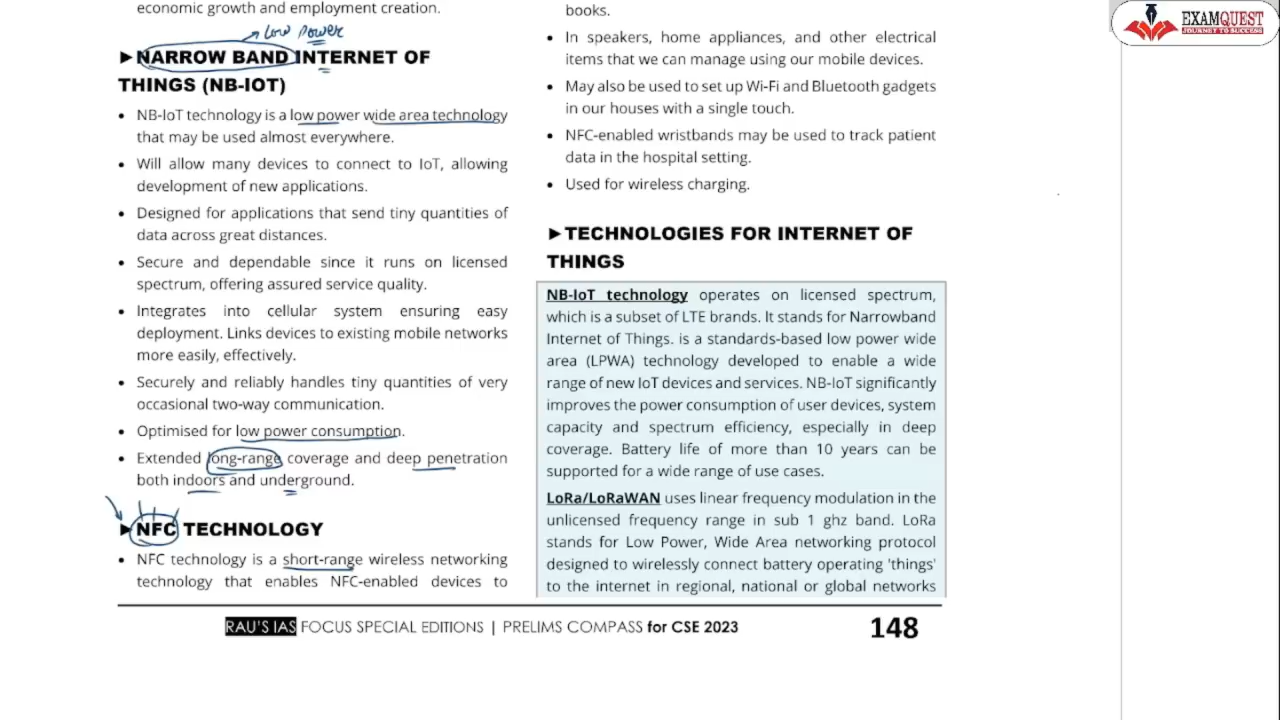 economic growth and employment creation.
Low power
►NARROW BAND INTERNET OF
THINGS (NB-IOT)
• NB-IoT technology is a low power wide area technology
that may be used almost everywhere.
• Will allow many devices to connect to IoT, allowing
development of new applications.
• Designed for applications that send tiny quantities of
data across great distances.
• Secure and dependable since it runs on licensed
spectrum, offering assured service quality.
• Integrates into cellular system ensuring easy
deployment. Links devices to existing mobile networks
more easily, effectively.
• Securely and reliably handles tiny quantities of very
occasional two-way communication.
• Optimised for low power consumption.
• Extended long-range coverage and deep penetration
both indoors and underground.
►NFC TECHNOLOGY
• NFC technology is a short-range wireless networking
technology that enables NFC-enabled devices to
books.
• In speakers, home appliances, and other electrical
items that we can manage using our mobile devices.
• May also be used to set up Wi-Fi and Bluetooth gadgets
in our houses with a single touch.
• NFC-enabled wristbands may be used to track patient
data in the hospital setting.
• Used for wireless charging.
►TECHNOLOGIES FOR INTERNET OF
THINGS
NB-IoT technology operates on licensed spectrum,
which is a subset of LTE brands. It stands for Narrowband
Internet of Things. is a standards-based low power wide
area (LPWA) technology developed to enable a wide
range of new IoT devices and services. NB-IoT significantly
improves the power consumption of user devices, system
capacity and spectrum efficiency, especially in deep
coverage. Battery life of more than 10 years can be
supported for a wide range of use cases.
LoRa/LoRaWAN uses linear frequency modulation in the
unlicensed frequency range in sub 1 ghz band. LoRa
stands for Low Power, Wide Area networking protocol
designed to wirelessly connect battery operating 'things'
to the internet in regional, national or global networks
RAU'S IAS FOCUS SPECIAL EDITIONS | PRELIMS COMPASS for CSE 2023
148
EXAMQUEST
JOURNEY TO SUCCESS